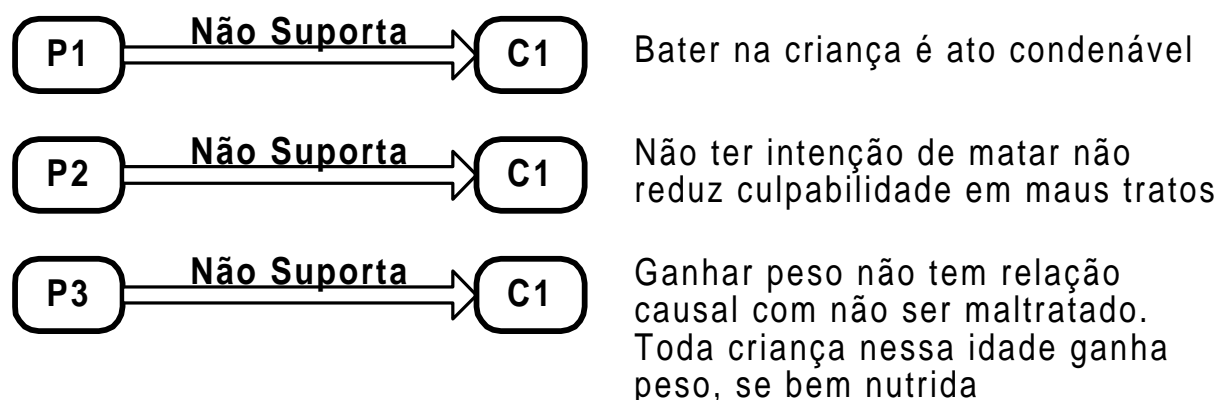 P1 Não Suporta C1 Bater na criança é ato condenável
P2 Não Suporta C1 Não ter intenção de matar não
reduz culpabilidade em maus tratos
P3 Não Suporta C1 Ganhar peso não tem relação
causal com não ser maltratado.
Toda criança nessa idade ganha
peso, se bem nutrida